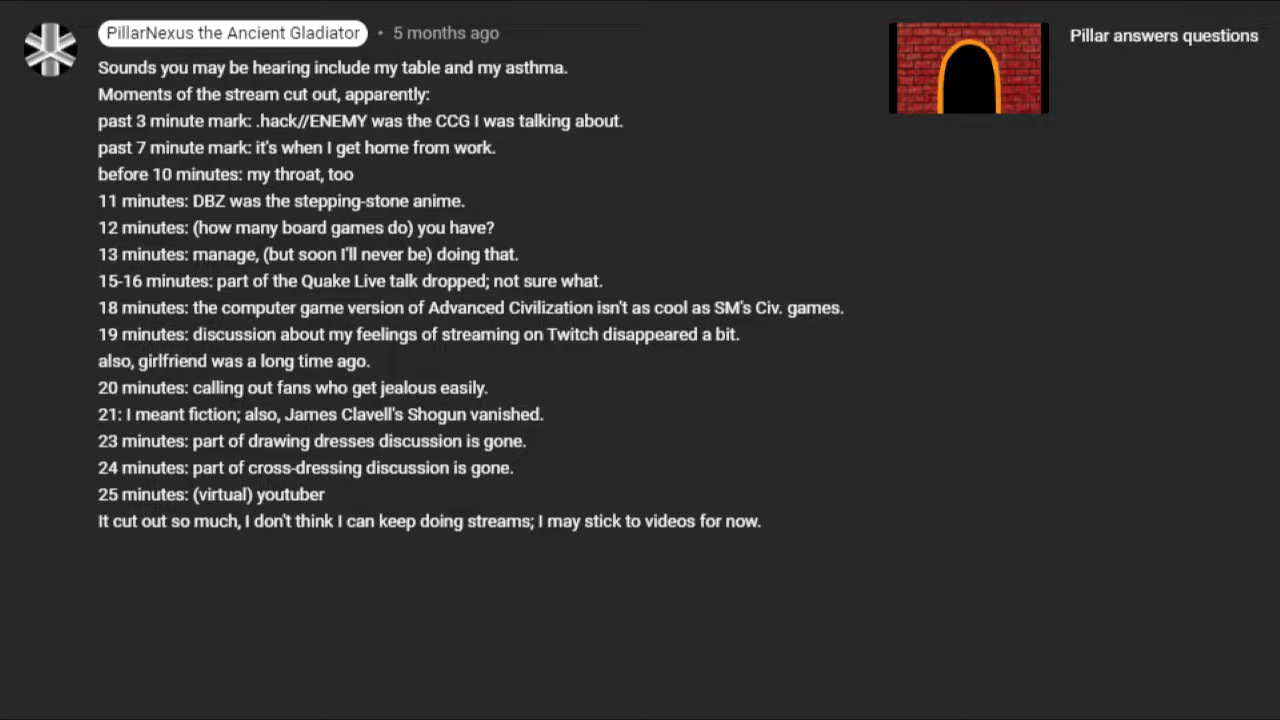 PillarNexus the Ancient Gladiator • 5 months ago
Pillar answers questions
Sounds you may be hearing include my table and my asthma.
Moments of the stream cut out, apparently:
past 3 minute mark: .hack//ENEMY was the CCG I was talking about.
past 7 minute mark: it's when I get home from work.
before 10 minutes: my throat, too
11 minutes: DBZ was the stepping-stone anime.
12 minutes: (how many board games do) you have?
13 minutes: manage, (but soon I'll never be) doing that.
15-16 minutes: part of the Quake Live talk dropped; not sure what.
18 minutes: the computer game version of Advanced Civilization isn't as cool as SM's Civ. games.
19 minutes: discussion about my feelings of streaming on Twitch disappeared a bit.
also, girlfriend was a long time ago.
20 minutes: calling out fans who get jealous easily.
21: I meant fiction; also, James Clavell's Shogun vanished.
23 minutes: part of drawing dresses discussion is gone.
24 minutes: part of cross-dressing discussion is gone.
25 minutes: (virtual) youtuber
It cut out so much, I don't think I can keep doing streams; I may stick to videos for now.